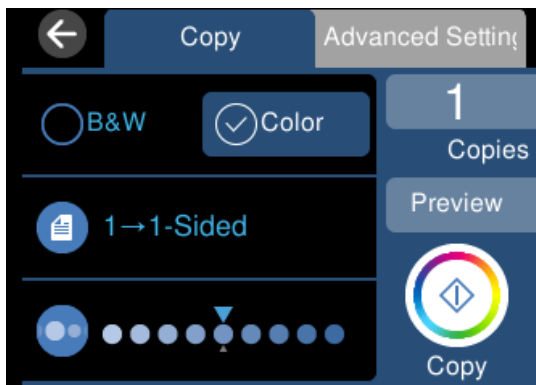 Copy
Advanced Setting
B&W
Color
1
Copies
1→1-Sided
Preview
Copy